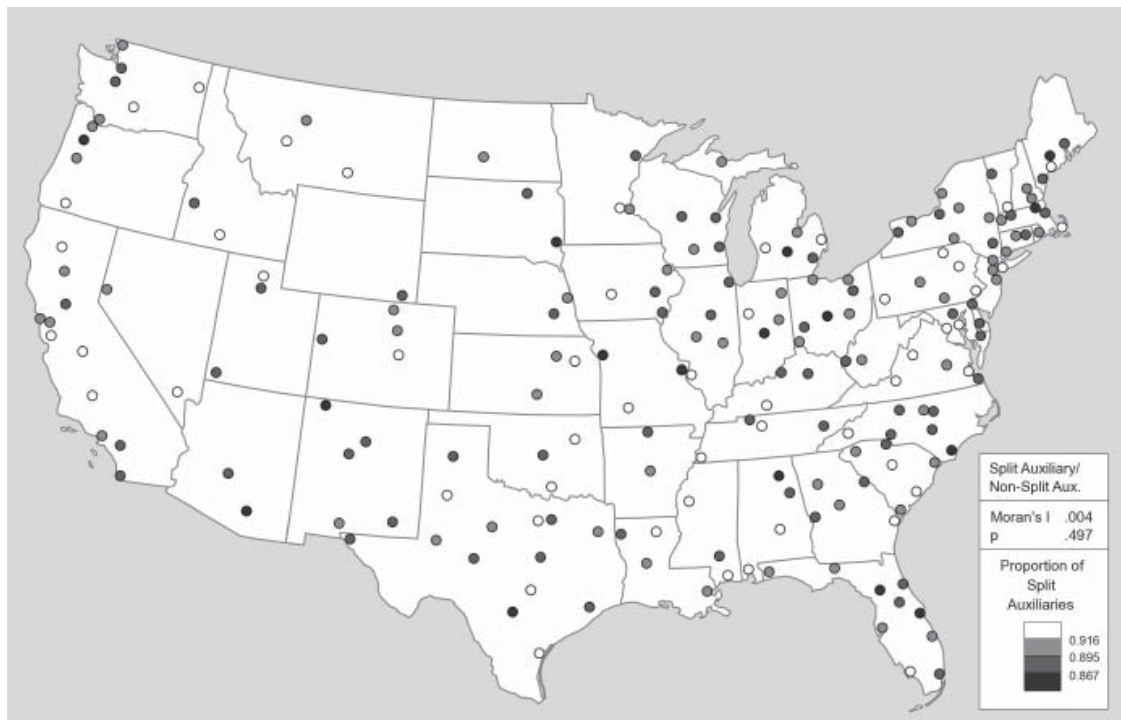 Split Auxiliary/
Non-Split Aux.
Moran's I .004
p .497
Proportion of
Split
Auxiliaries
0.916
0.895
0.867